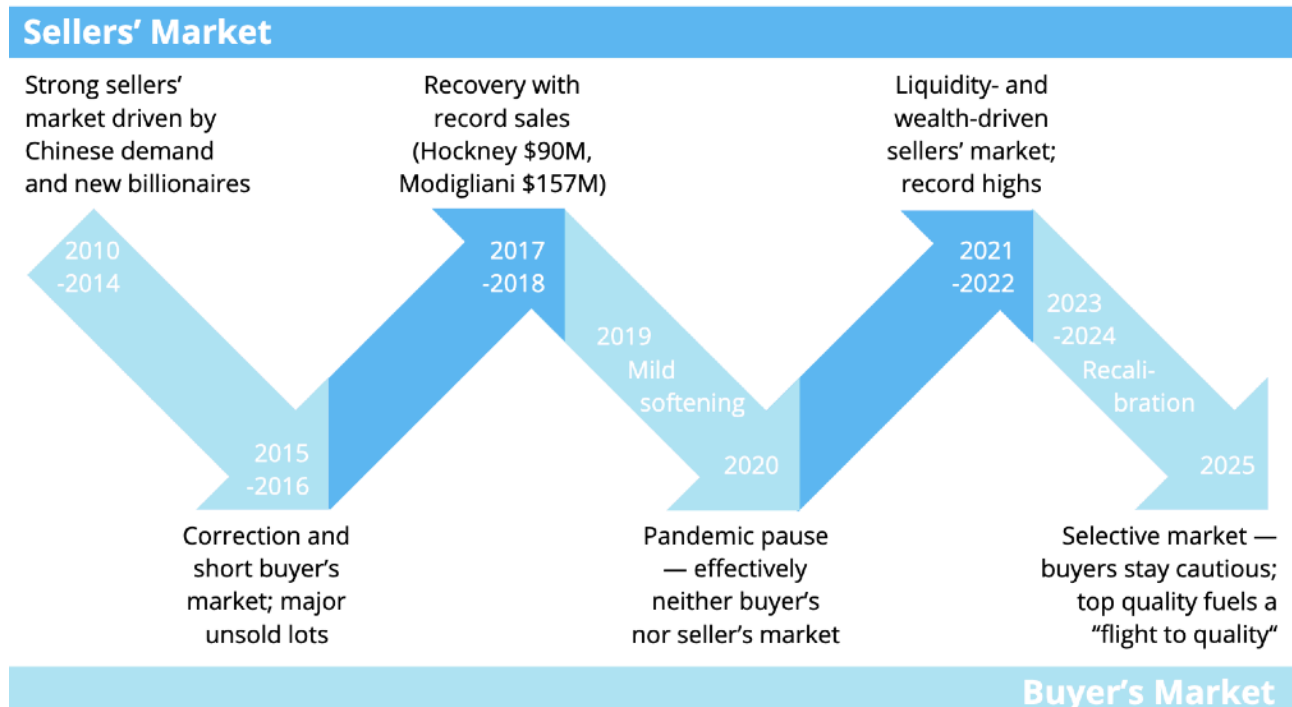 Sellers’ Market
Strong sellers’
market driven by
Chinese demand
and new billionaires
Recovery with
record sales
(Hockney $90M,
Modigliani $157M)
Liquidity- and
wealth-driven
sellers’ market;
record highs
2010
-2014
2015
-2016
2017
-2018
2019
Mild
softening
2020
2021
-2022
2023
-2024
Recali-
bration
2025
Correction and
short buyer’s
market; major
unsold lots
Pandemic pause
— effectively
neither buyer’s
nor seller’s market
Selective market —
buyers stay cautious;
top quality fuels a
“flight to quality“
Buyer’s Market